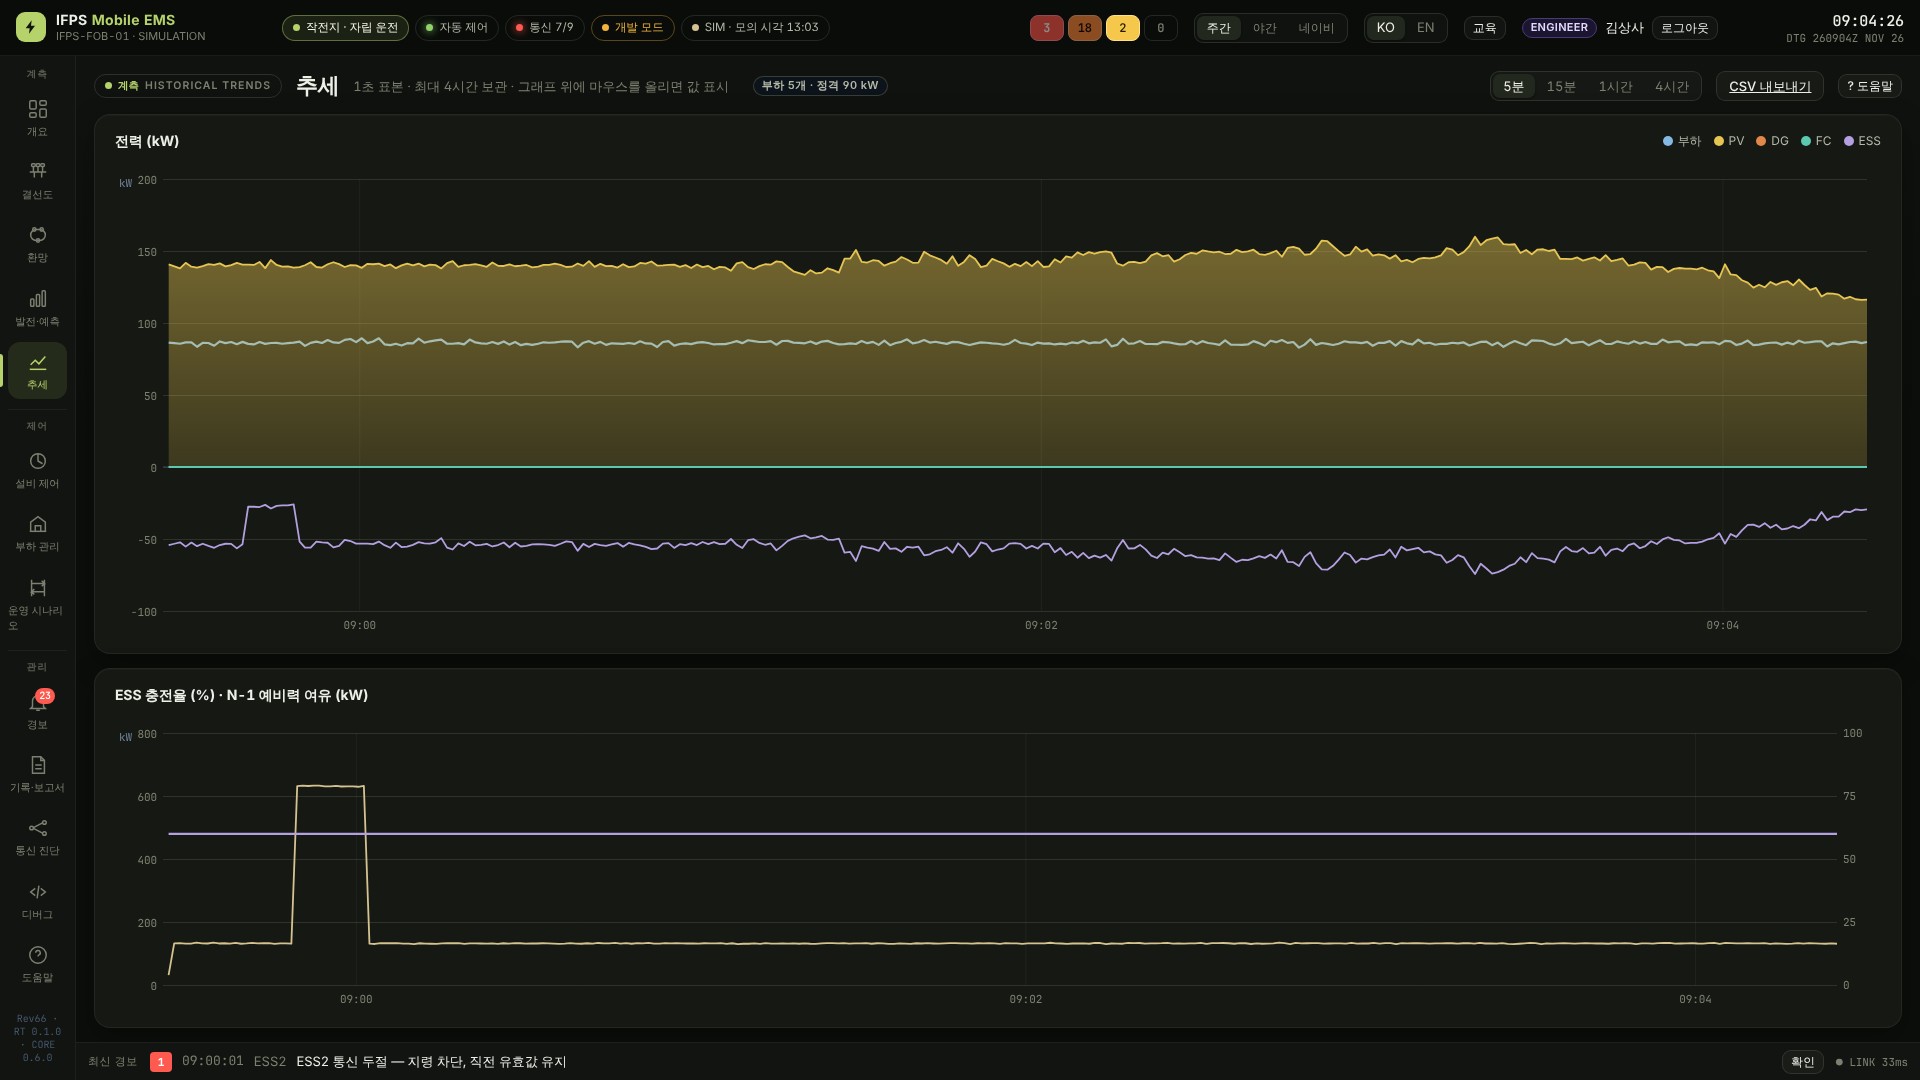 IFPS Mobile EMS
IFPS-FOB-01 · SIMULATION
작전지 · 자립 운전
자동 제어
통신 7/9
개발 모드
SIM · 모의 시각 13:03
3
18
2
0
주간
야간
네이비
KO
EN
교육
ENGINEER
김상사
로그아웃
09:04:26
DTG 260904Z NOV 26
계측
개요
결선도
환망
발전·예측
추세
제어
설비 제어
부하 관리
운영 시나리
오
관리
23
경보
기록·보고서
통신 진단
디버그
도움말
Rev66 ·
RT 0.1.0
· CORE
0.6.0
계측 HISTORICAL TRENDS
추세
1초 표본 · 최대 4시간 보관 · 그래프 위에 마우스를 올리면 값 표시
부하 5개 · 정격 90 kW
5분
15분
1시간
4시간
CSV 내보내기
? 도움말
전력 (kW)
부하
PV
DG
FC
ESS
kW
200
150
100
50
0
-50
-100
09:00
09:02
09:04
ESS 충전율 (%) · N-1 예비력 여유 (kW)
kW
800
600
400
200
0
100
75
50
25
0
09:00
09:02
09:04
최신 경보
1
09:00:01
ESS2
ESS2 통신 두절 — 지령 차단, 직전 유효값 유지
확인
LINK 33ms